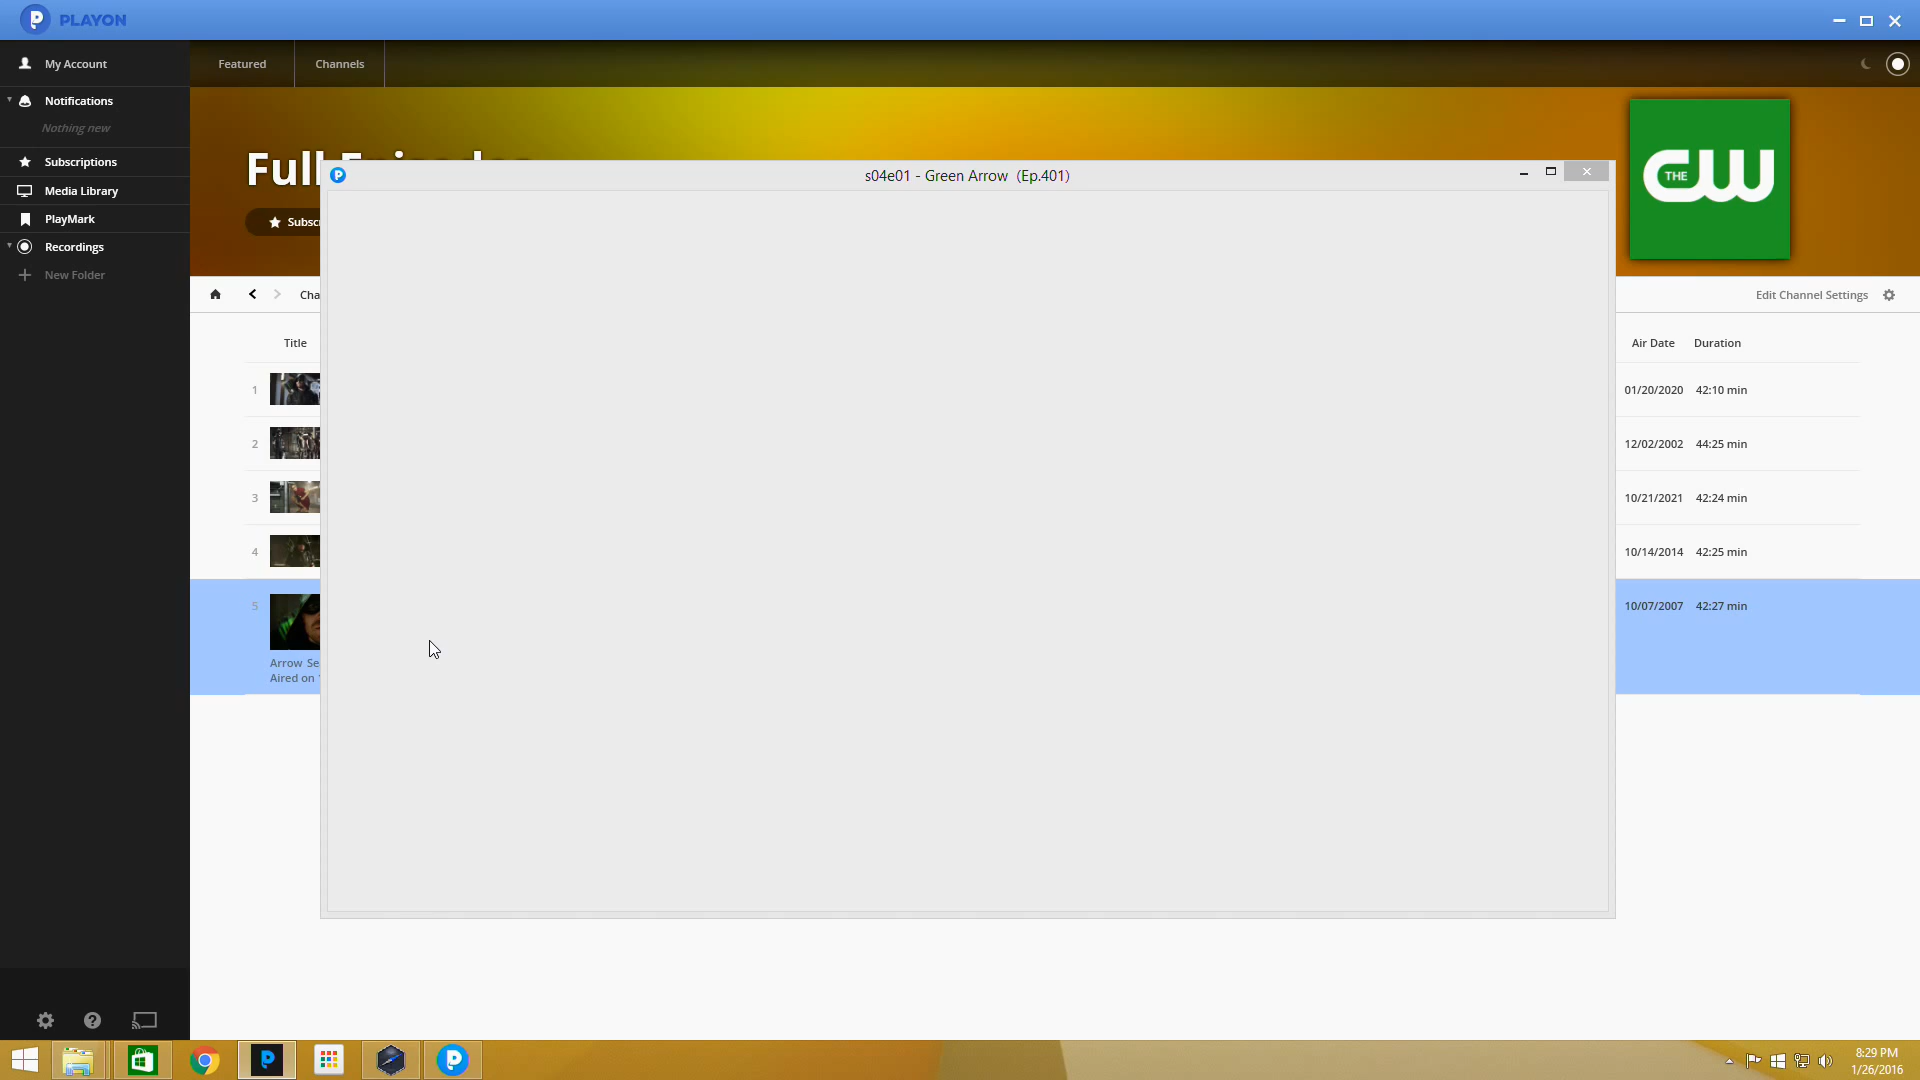 PLAYON
My Account
Featured
Channels
Notifications
Nothing new
Subscriptions
Media Library
PlayMark
Recordings
New Folder
Full
Subscr
THE CW
s04e01 - Green Arrow (Ep.401)
Cha
Edit Channel Settings
Title
Air Date
Duration
1
01/20/2020
42:10 min
2
12/02/2002
44:25 min
3
10/21/2021
42:24 min
4
10/14/2014
42:25 min
5
10/07/2007
42:27 min
Arrow Se
Aired on
8:29 PM
1/26/2016